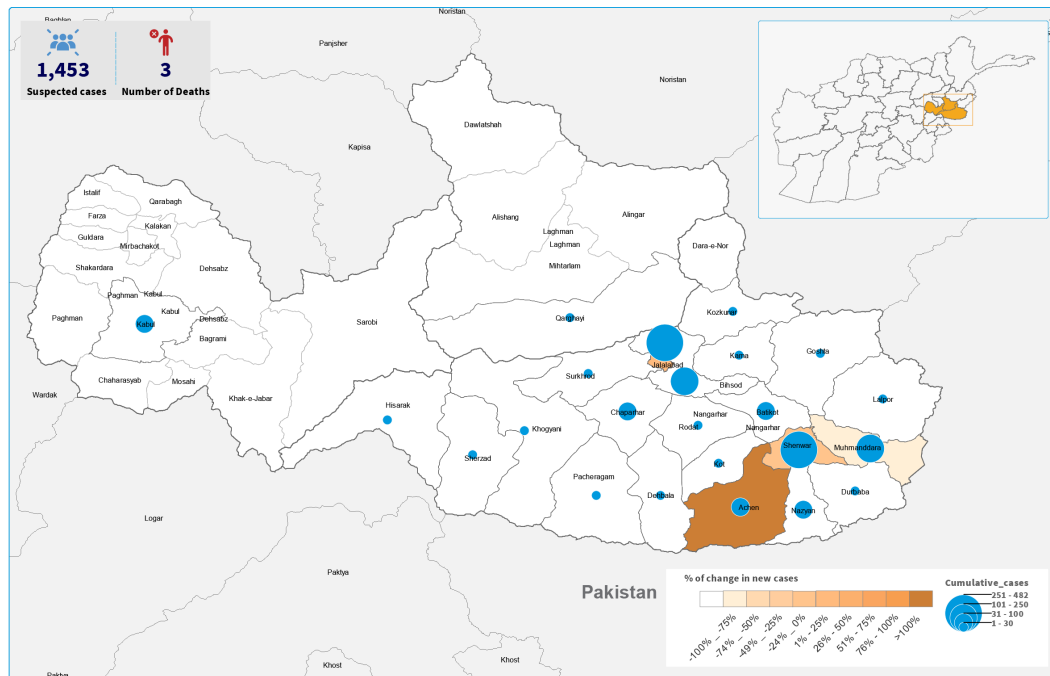 Noristan
Baghlan
1,453
Suspected cases
3
Number of Deaths
Panjsher
Noristan
Kapisa
Dawlatshah
Istalif
Qarabagh
Farza
Kalakan
Guldara
Mirbachakot
Shakardara
Dehsabz
Paghman
Kabul
Kabul
Paghman
Kabul
Dehsabz
Bagrami
Chaharasyab
Mosahi
Khak-e-Jabar
Sarobi
Wardak
Logar
Alishang
Alingar
Laghman
Laghman
Mihtarlam
Dara-e-Nor
Qarghayi
Kozkunar
Jalalabad
Kama
Goshta
Surkhrod
Bihsod
Lalpor
Hisarak
Chaparhar
Nangarhar
Batikot
Rodat
Nangarhar
Khogyani
Shonwar
Muhmanddara
Sherzad
Kot
Pacheragam
Dehbala
Durbaba
Achen
Nazyan
Pakistan
Paktya
Khost
Khost
Paktya
% of change in new cases
-100% _ -75%
-74% _ -50%
-49% _ -25%
-24% _ 0%
1% - 25%
26% - 50%
51% - 75%
76% - 100%
>100%
Cumulative_cases
251 - 482
101 - 250
31 - 100
1 - 30